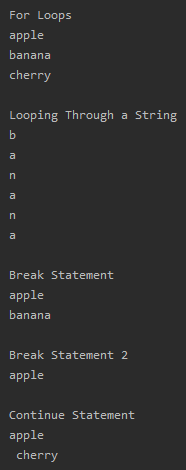 For Loops
apple
banana
cherry
Looping Through a String
b
a
n
a
n
a
Break Statement
apple
banana
Break Statement 2
apple
Continue Statement
apple
cherry